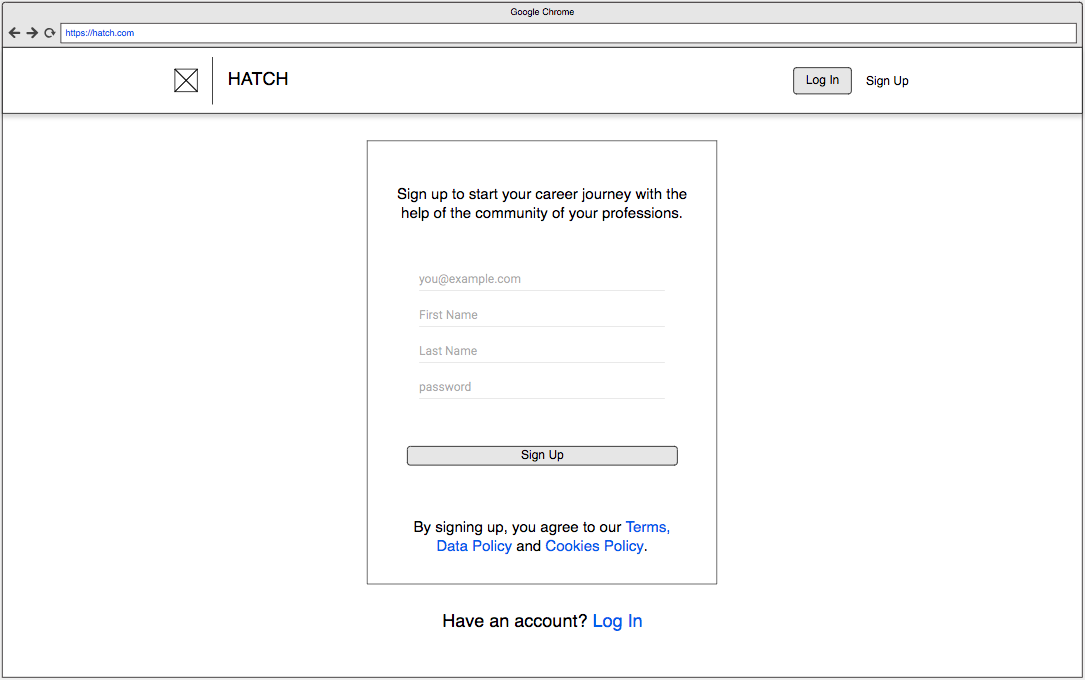 Google Chrome
https://hatch.com
HATCH
Log In
Sign Up
Sign up to start your career journey with the
help of the community of your professions.
you@example.com
First Name
Last Name
password
Sign Up
By signing up, you agree to our Terms,
Data Policy and Cookies Policy.
Have an account? Log In